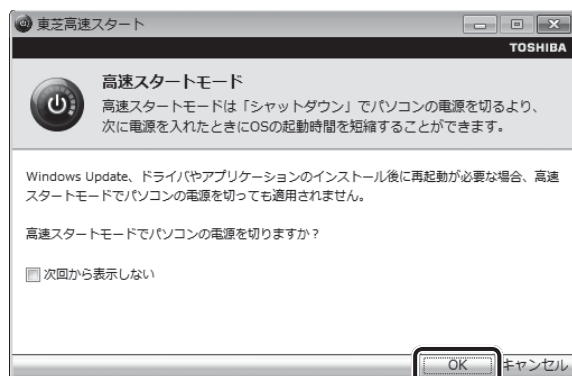 東芝高速スタート
TOSHIBA
高速スタートモード
高速スタートモードは「シャットダウン」でパソコンの電源を切るより、
次に電源を入れたときにOSの起動時間を短縮することができます。
Windows Update、ドライバやアプリケーションのインストール後に再起動が必要な場合、高速
スタートモードでパソコンの電源を切っても適用されません。
高速スタートモードでパソコンの電源を切りますか？
次回から表示しない
OK
キャンセル